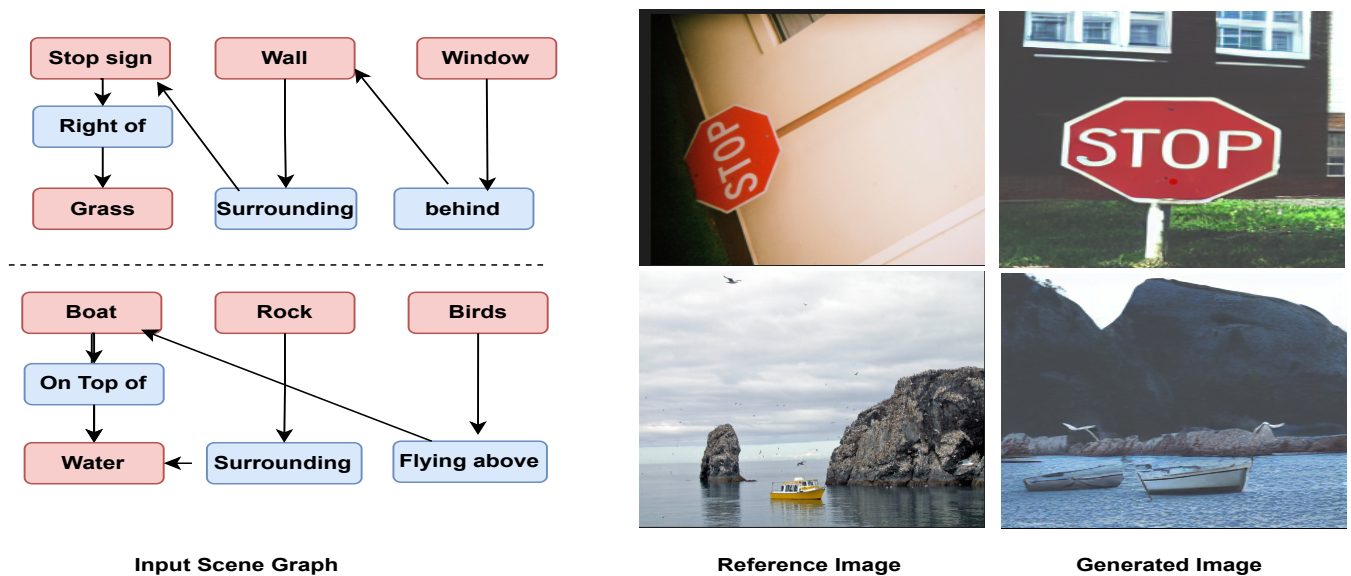 Stop sign
Wall
Window
Right of
Grass
Surrounding
behind
STOP
STOP
Boat
Rock
Birds
On Top of
Water
Surrounding
Flying above
Input Scene Graph
Reference Image
Generated Image